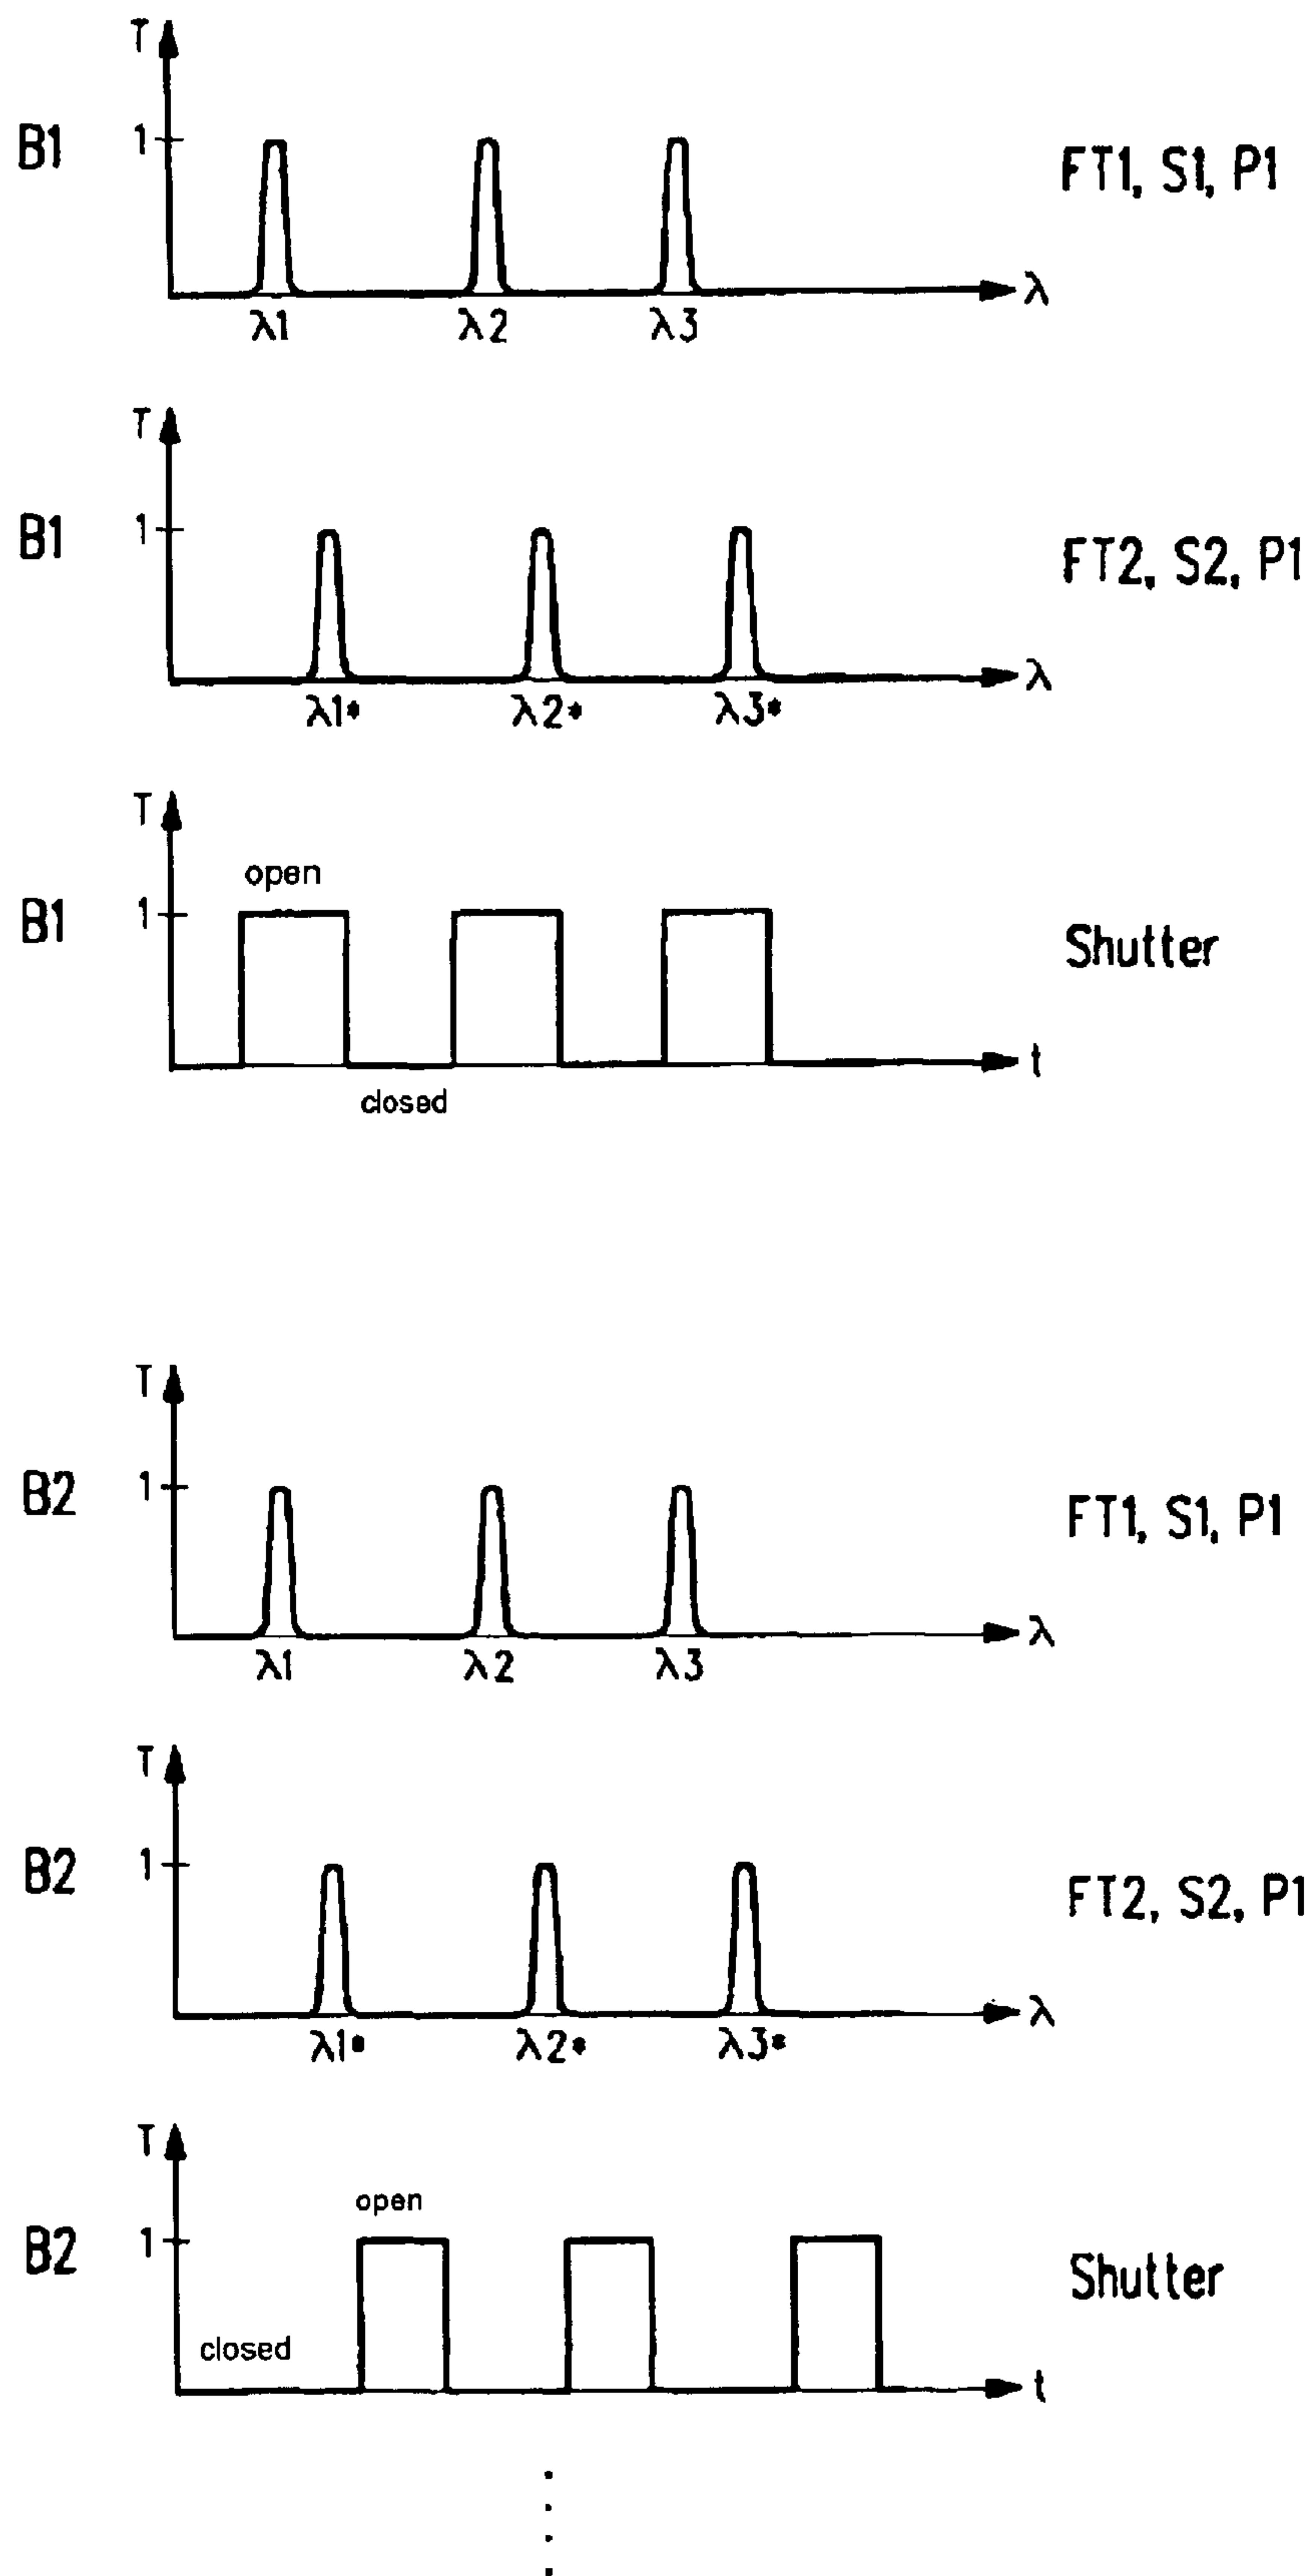 T
B1 1 FT1, S1, P1
λ
λ1 λ2 λ3
T
B1 1 FT2, S2, P1
λ
λ1* λ2* λ3*
T
open
B1 1 Shutter
t
closed
T
B2 1 FT1, S1, P1
λ
λ1 λ2 λ3
T
B2 1 FT2, S2, P1
λ
λ1* λ2* λ3*
T
open
B2 1 Shutter
closed
t